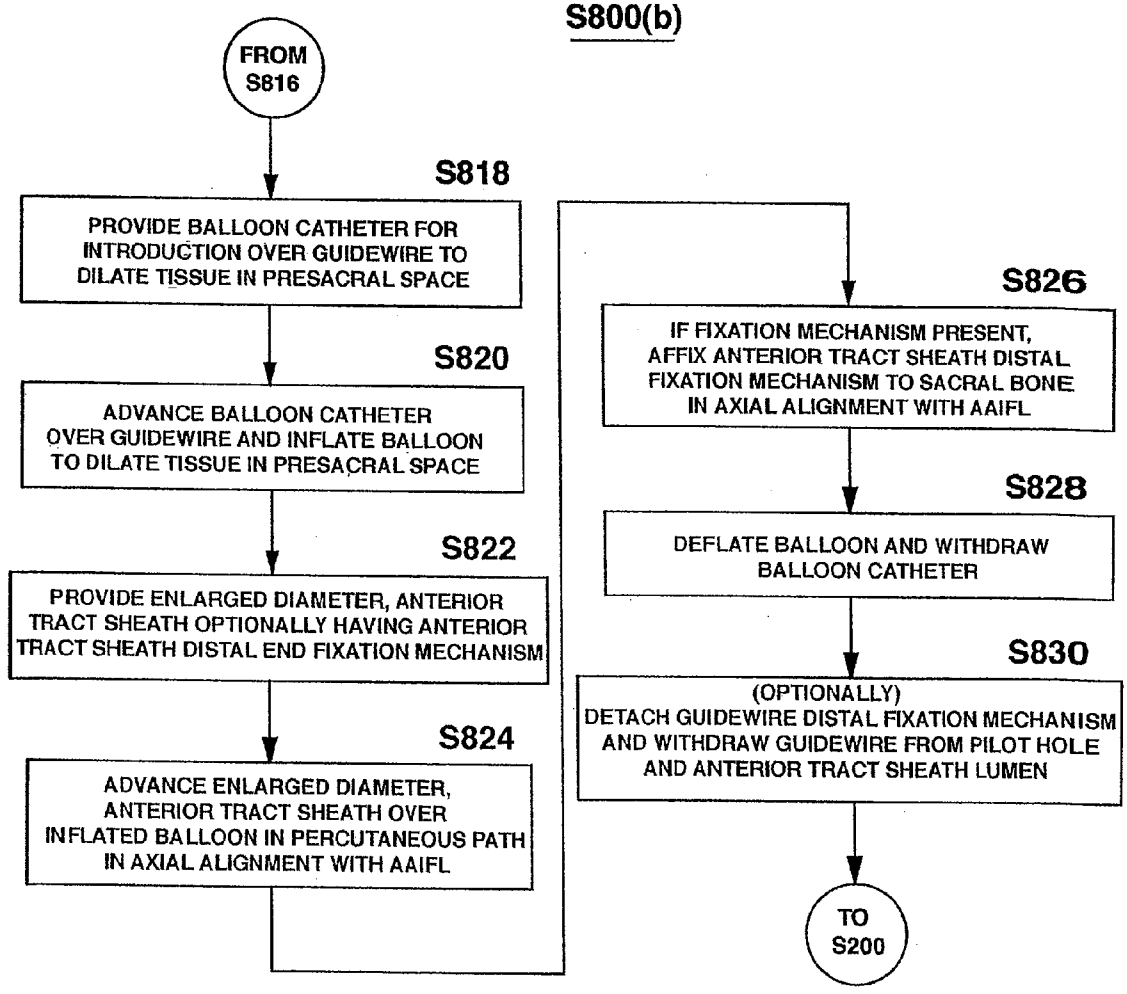 S800(b)
FROM
S816
S818
PROVIDE BALLOON CATHETER FOR
INTRODUCTION OVER GUIDEWIRE TO
DILATE TISSUE IN PRESACRAL SPACE
S820
ADVANCE BALLOON CATHETER
OVER GUIDEWIRE AND INFLATE BALLOON
TO DILATE TISSUE IN PRESACRAL SPACE
S822
PROVIDE ENLARGED DIAMETER, ANTERIOR
TRACT SHEATH OPTIONALLY HAVING ANTERIOR
TRACT SHEATH DISTAL END FIXATION MECHANISM
S824
ADVANCE ENLARGED DIAMETER,
ANTERIOR TRACT SHEATH OVER
INFLATED BALLOON IN PERCUTANEOUS PATH
IN AXIAL ALIGNMENT WITH AAIFL
S826
IF FIXATION MECHANISM PRESENT,
AFFIX ANTERIOR TRACT SHEATH DISTAL
FIXATION MECHANISM TO SACRAL BONE
IN AXIAL ALIGNMENT WITH AAIFL
S828
DEFLATE BALLOON AND WITHDRAW
BALLOON CATHETER
S830
(OPTIONALLY)
DETACH GUIDEWIRE DISTAL FIXATION MECHANISM
AND WITHDRAW GUIDEWIRE FROM PILOT HOLE
AND ANTERIOR TRACT SHEATH LUMEN
TO
S200